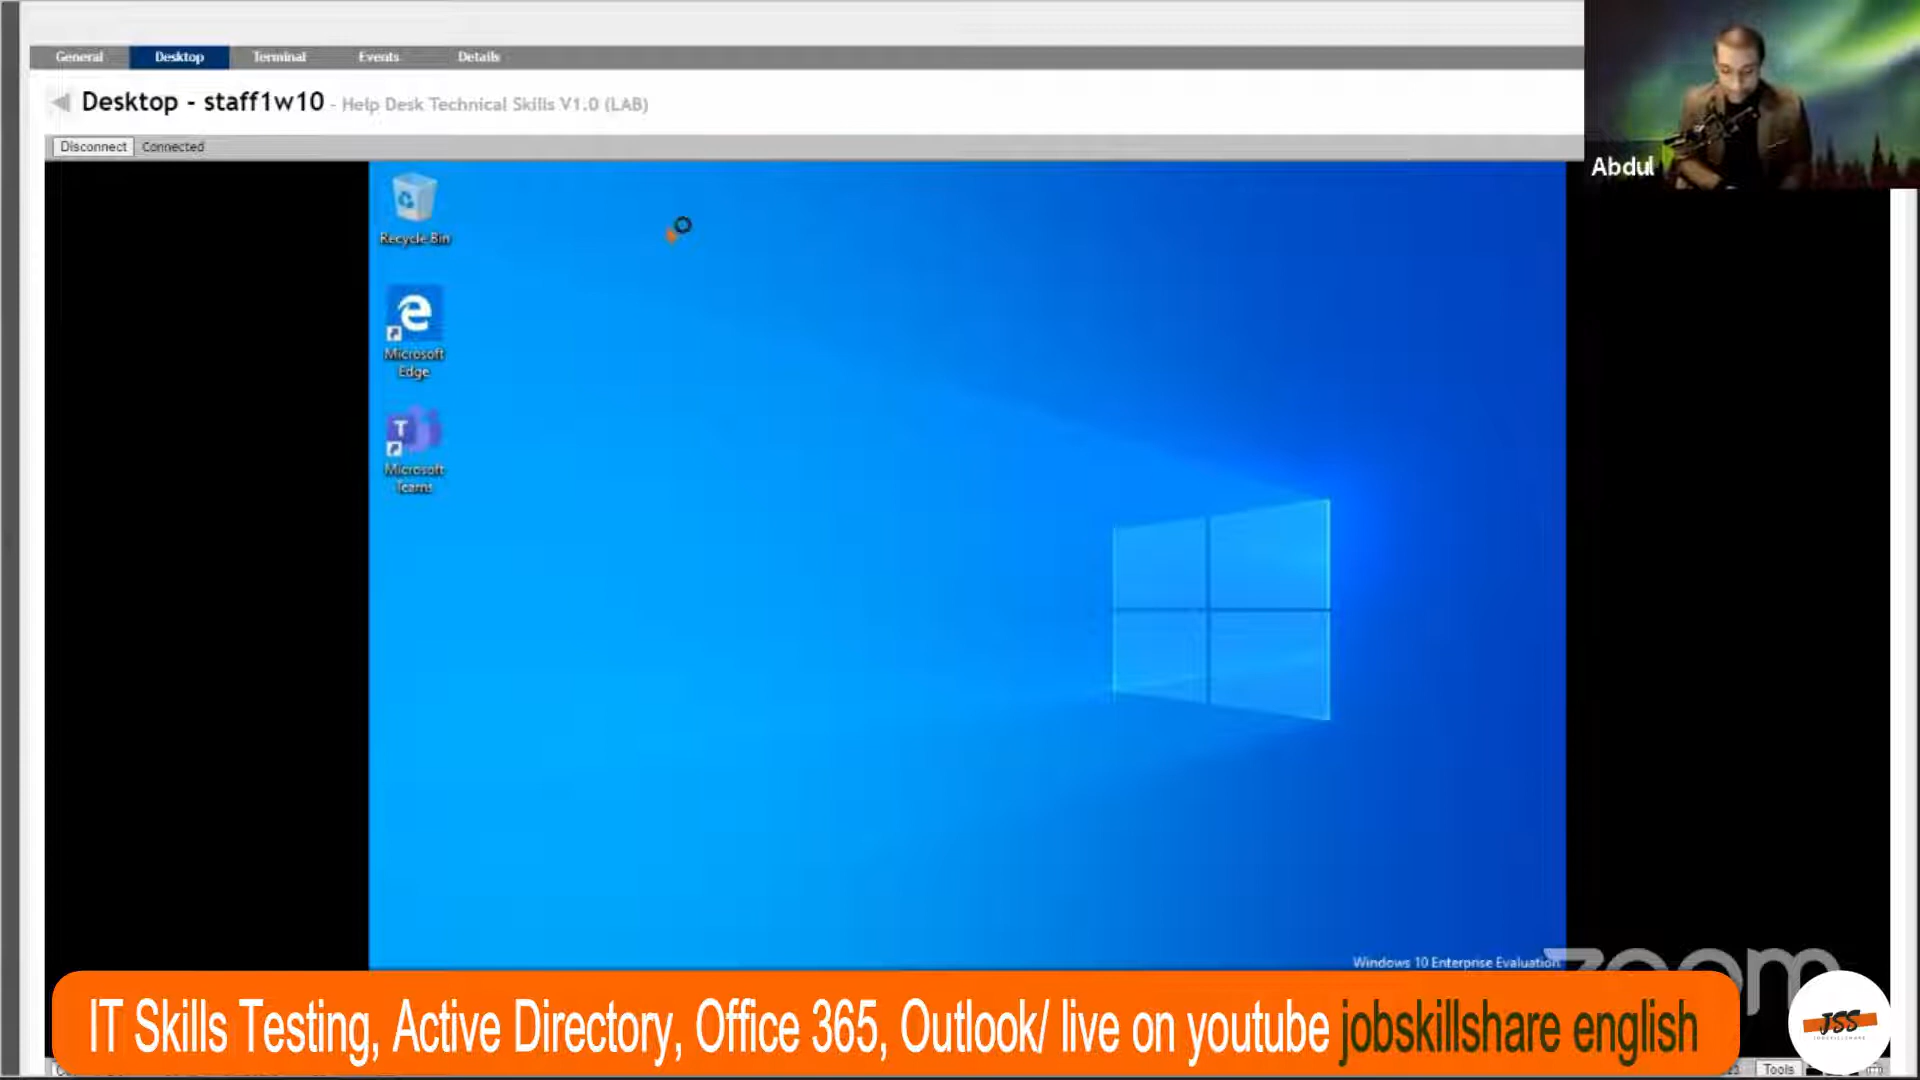 General Desktop Terminal Events Details
Desktop - staff1w10 - Help Desk Technical Skills V1.0 (LAB)
Disconnect Connected
Abdul
Recycle Bin
Microsoft
Edge
T
Microsoft
Teams
Windows 10 Enterprise Evaluation
zoom
IT Skills Testing, Active Directory, Office 365, Outlook/ live on youtube jobskillshare english
JSS
JOBSKILLSHARE
Tools